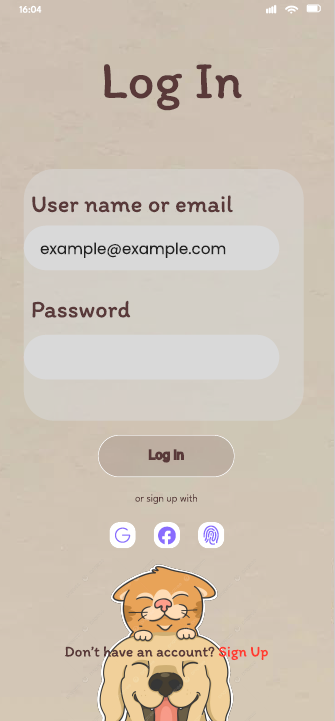 16:04
Log In
User name or email
example@example.com
Password
Log In
or sign up with
Don't have an account? Sign Up